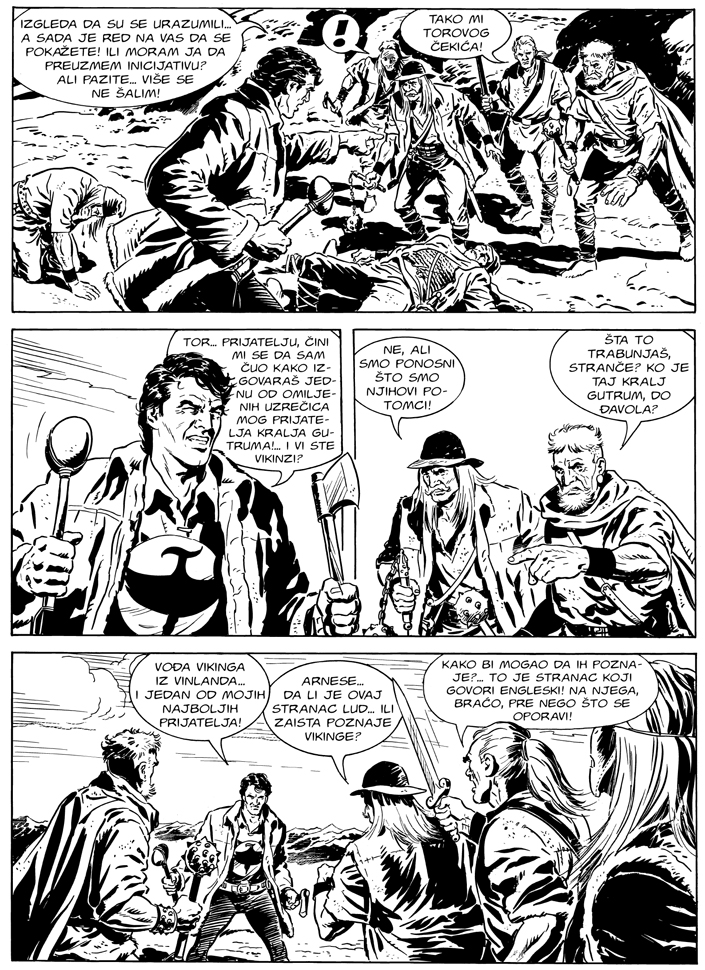 IZGLEDA DA SU SE URAZUMILI...
A SADA JE RED NA VAS DA SE
POKAŽETE! ILI MORAM JA DA
PREUZMEM INICIJATIVU?
ALI PAZITE... VIŠE SE
NE ŠALIM!
!
TAKO MI
TOROVOG
ČEKIĆA!
TOR... PRIJATELJU, ČINI
MI SE DA SAM
ČUO KAKO IZ-
GOVARAŠ JED-
NU OD OMILJE-
NIH UZREČICA
MOG PRIJATE-
LJA KRALJA GU-
TRUMA!... I VI STE
VIKINZI?
NE, ALI
SMO PONOSNI
ŠTO SMO
NJIHOVI PO-
TOMCI!
ŠTA TO
TRABUNJAŠ,
STRANČE? KO JE
TAJ KRALJ
GUTRUM, DO
ĐAVOLA?
VOĐA VIKINGA
IZ VINLANDA...
I JEDAN OD MOJIH
NAJBOLJIH
PRIJATELJA!
ARNESE...
DA LI JE OVAJ
STRANAC LUD... ILI
ZAISTA POZNAJE
VIKINGE?
KAKO BI MOGAO DA IH POZNA-
JE?... TO JE STRANAC KOJI
GOVORI ENGLESKI! NA NJEGA,
BRAĆO, PRE NEGO ŠTO SE
OPORAVI!